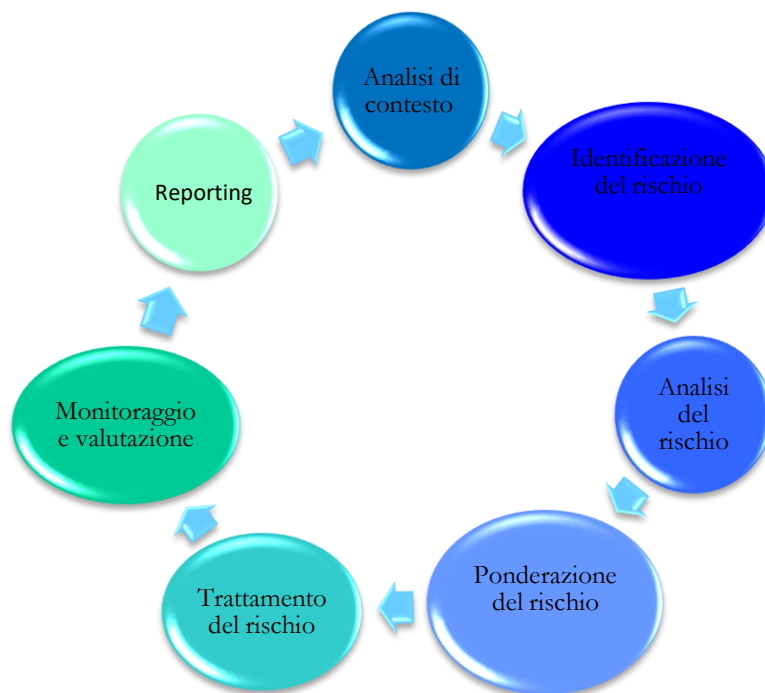 Analisi di
contesto
Identificazione
del rischio
Analisi
del
rischio
Ponderazione
del rischio
Trattamento
del rischio
Monitoraggio
e valutazione
Reporting